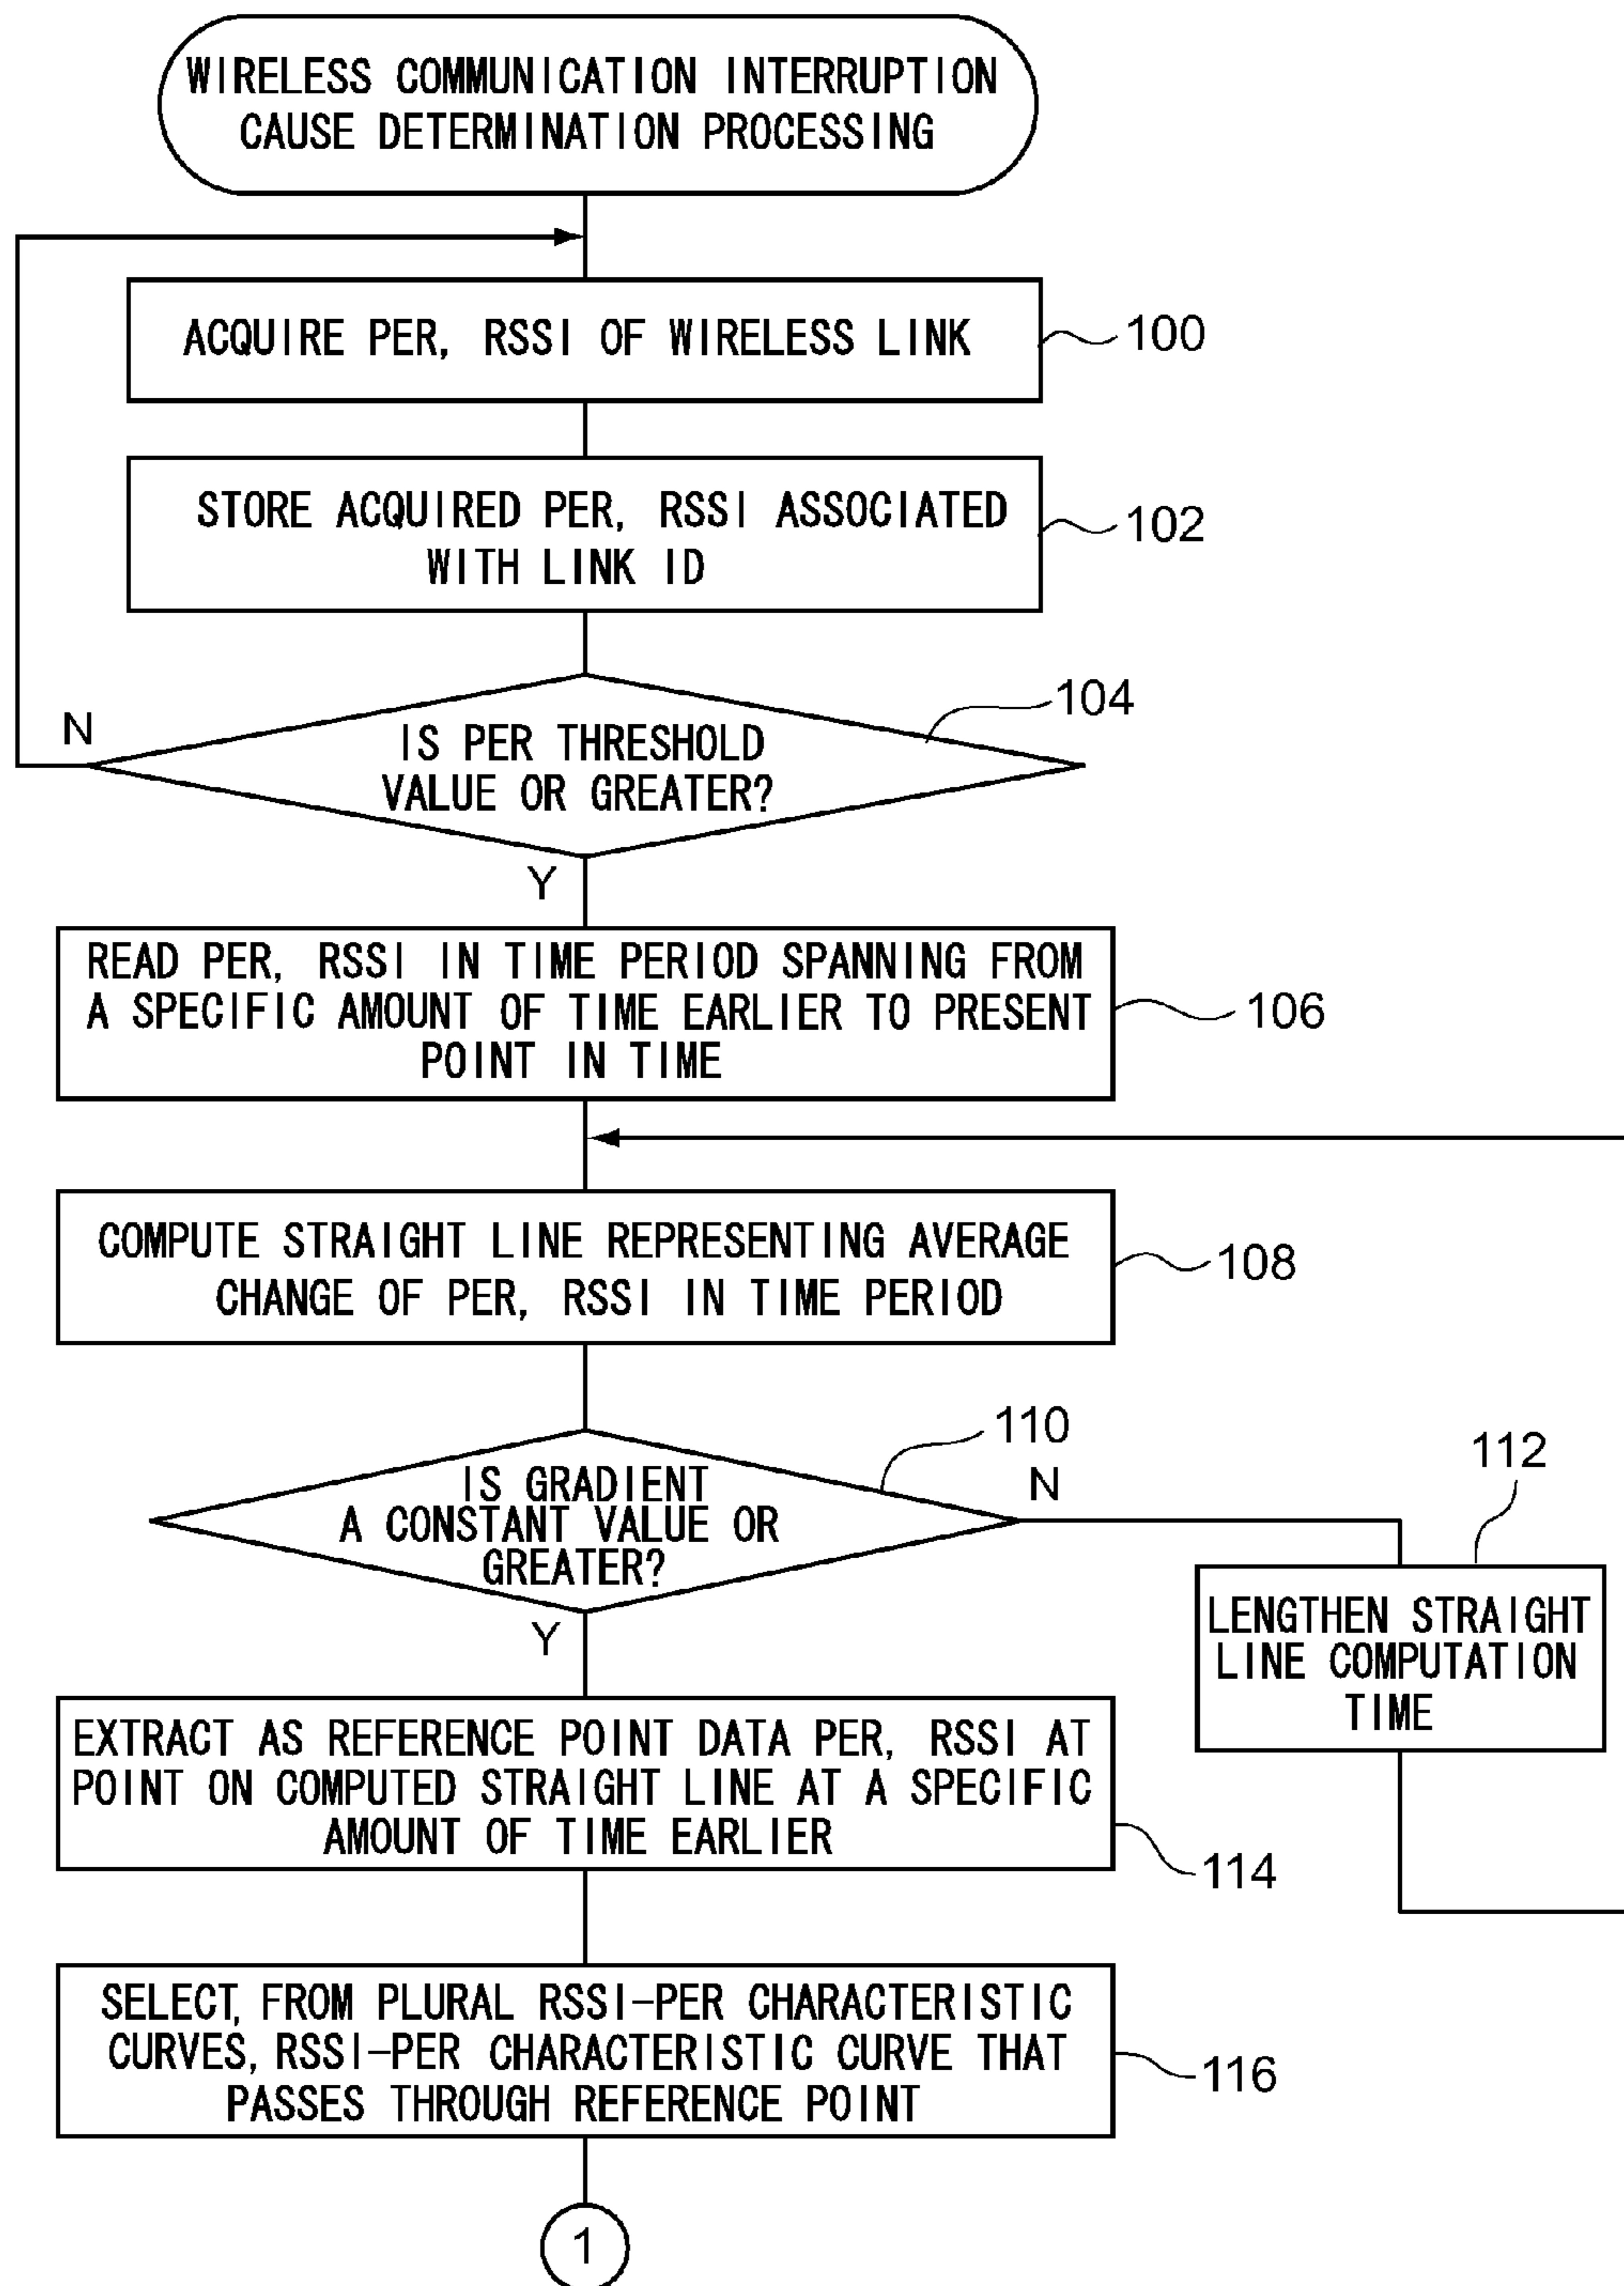 WIRELESS COMMUNICATION INTERRUPTION
CAUSE DETERMINATION PROCESSING
ACQUIRE PER, RSSI OF WIRELESS LINK
100
STORE ACQUIRED PER, RSSI ASSOCIATED
WITH LINK ID
102
104
N
IS PER THRESHOLD
VALUE OR GREATER?
Y
READ PER, RSSI IN TIME PERIOD SPANNING FROM
A SPECIFIC AMOUNT OF TIME EARLIER TO PRESENT
POINT IN TIME
106
COMPUTE STRAIGHT LINE REPRESENTING AVERAGE
CHANGE OF PER, RSSI IN TIME PERIOD
108
110
IS GRADIENT
A CONSTANT VALUE OR
GREATER?
N
Y
112
LENGTHEN STRAIGHT
LINE COMPUTATION
TIME
EXTRACT AS REFERENCE POINT DATA PER, RSSI AT
POINT ON COMPUTED STRAIGHT LINE AT A SPECIFIC
AMOUNT OF TIME EARLIER
114
SELECT, FROM PLURAL RSSI-PER CHARACTERISTIC
CURVES, RSSI-PER CHARACTERISTIC CURVE THAT
PASSES THROUGH REFERENCE POINT
116
1